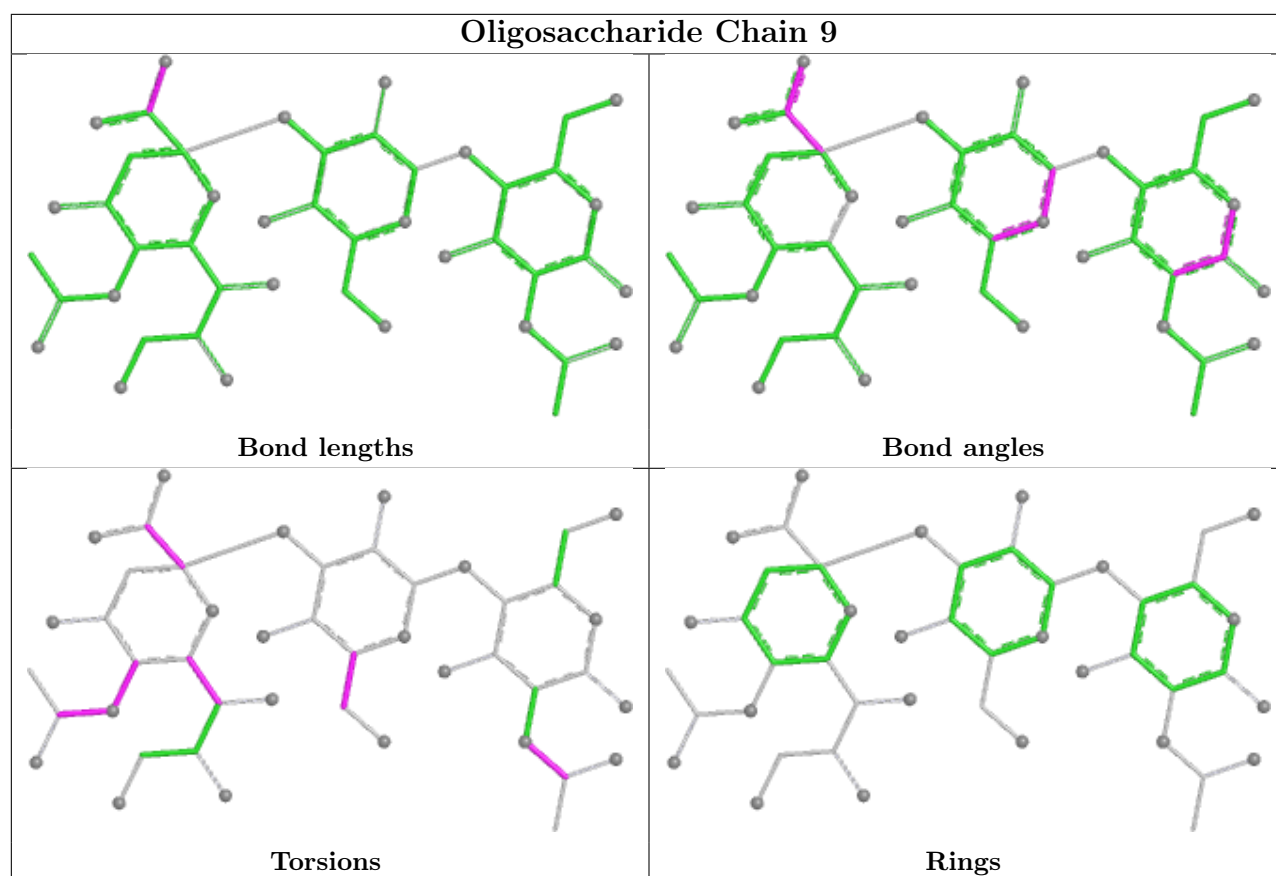 Oligosaccharide Chain 9
Bond lengths
Bond angles
Torsions
Rings